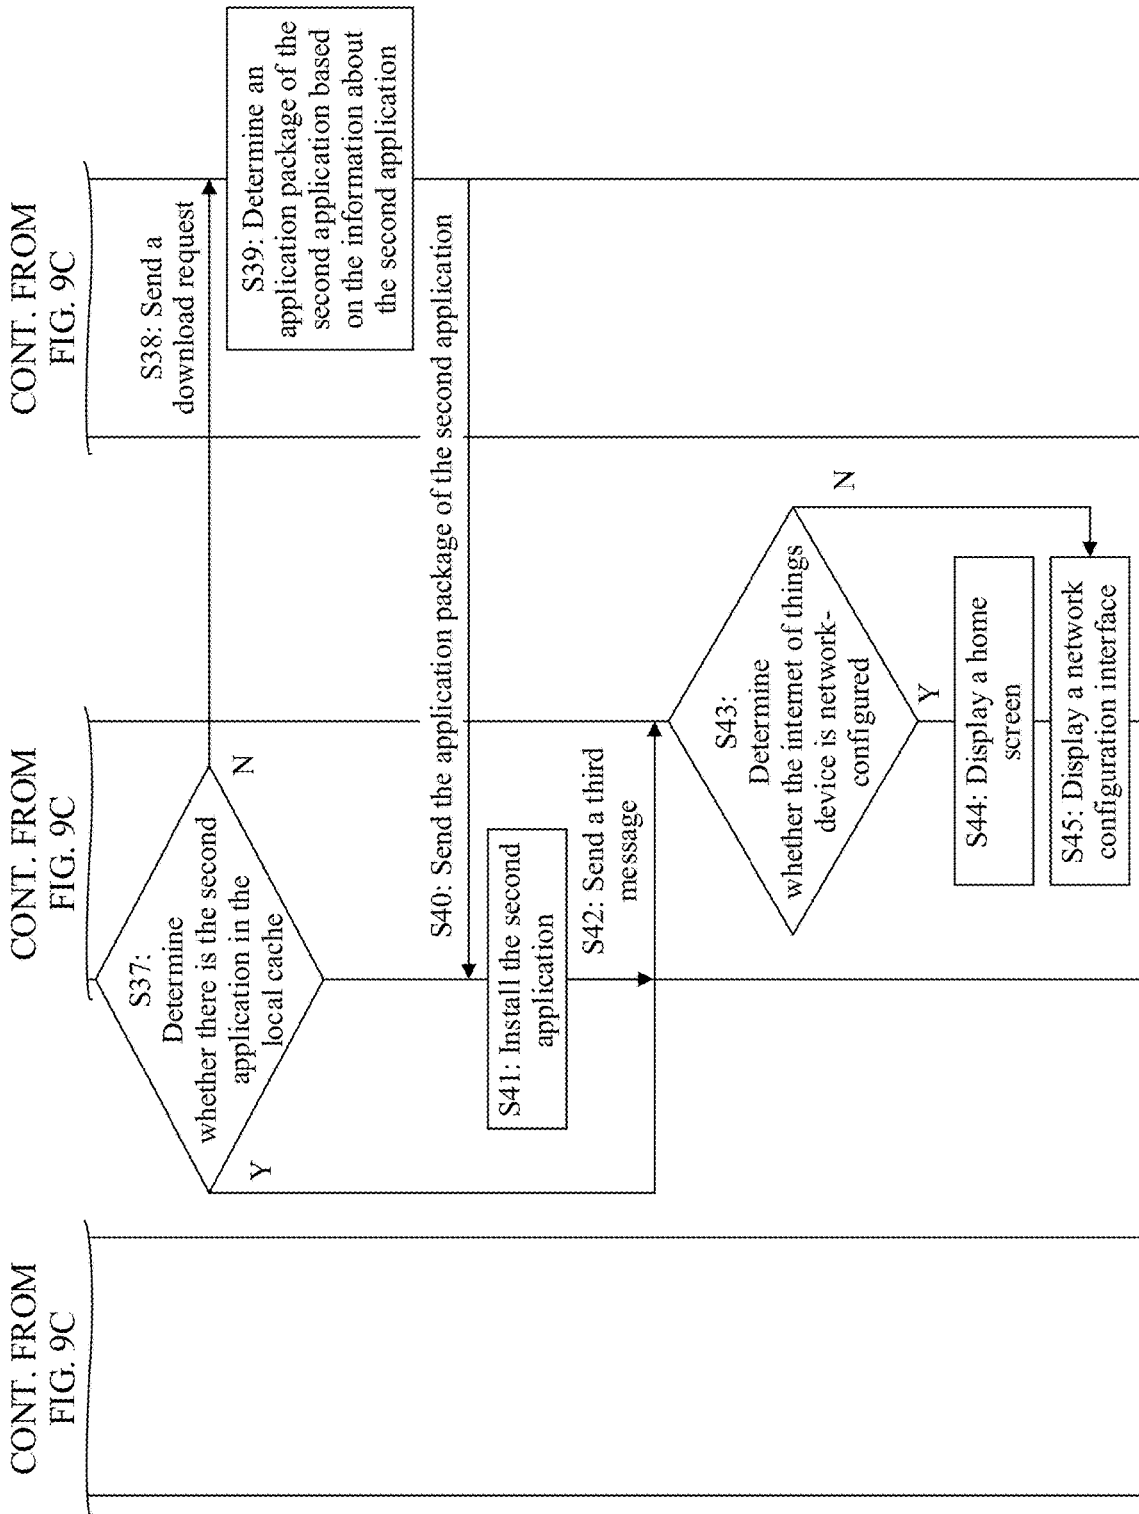 CONT. FROM
FIG. 9C
CONT. FROM
FIG. 9C
CONT. FROM
FIG. 9C
S37:
Determine
whether there is the second
application in the
local cache
Y
N
S38: Send a
download request
S39: Determine an
application package of the
second application based
on the information about
the second application
S40: Send the application package of the second application
S41: Install the second
application
S42: Send a third
message
S43:
Determine
whether the internet of things
device is network-
configured
N
Y
S44: Display a home
screen
S45: Display a network
configuration interface